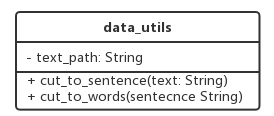 data_utils
- text_path: String
+ cut_to_sentence(text: String)
+ cut_to_words(sentecnce String)